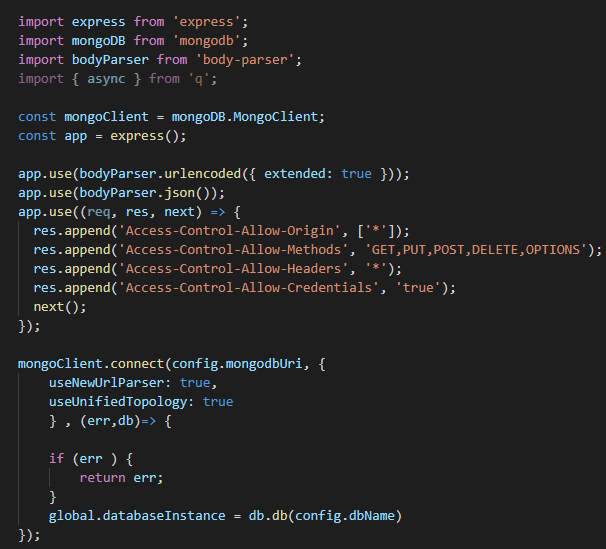 import express from 'express';
import mongoDB from 'mongodb';
import bodyParser from 'body-parser';
import { async } from 'q';
const mongoClient = mongoDB.MongoClient;
const app = express();
app.use(bodyParser.urlencoded({ extended: true }));
app.use(bodyParser.json());
app.use((req, res, next) => {
  res.append('Access-Control-Allow-Origin', ['*']);
  res.append('Access-Control-Allow-Methods', 'GET,PUT,POST,DELETE,OPTIONS');
  res.append('Access-Control-Allow-Headers', '*');
  res.append('Access-Control-Allow-Credentials', 'true');
  next();
});
mongoClient.connect(config.mongodbUri, {
    useNewUrlParser: true,
    useUnifiedTopology: true
    } , (err,db)=> {
    if (err ) {
        return err;
    }
    global.databaseInstance = db.db(config.dbName)
});